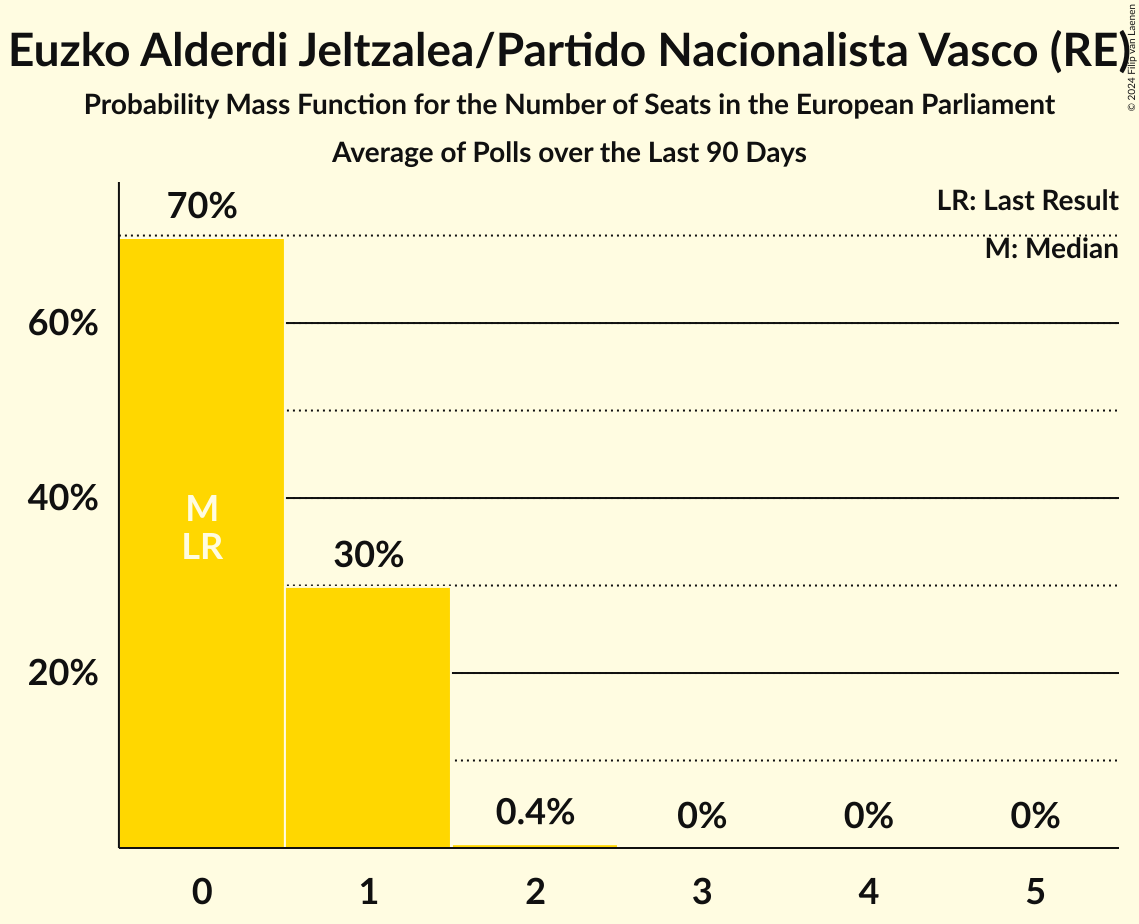 Euzko Alderdi Jeltzalea/Partido Nacionalista Vasco (RE)
© 2024 Filip van Laenen
Probability Mass Function for the Number of Seats in the European Parliament
Average of Polls over the Last 90 Days
LR: Last Result
M: Median
70%
60%
40%
M
LR
30%
20%
0.4%
0%
0%
0%
0
1
2
3
4
5